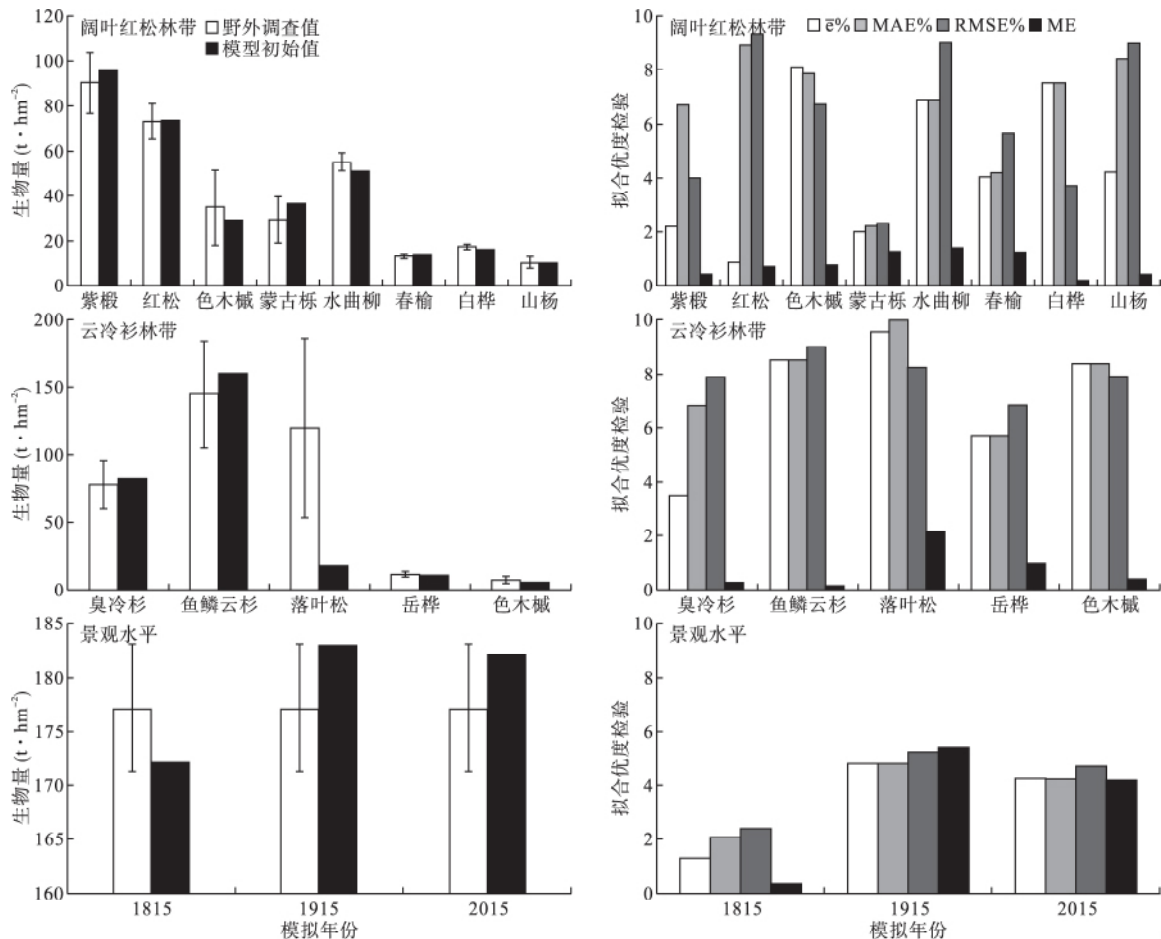 阔叶红松林带
野外调查值
模型初始值
生物量 (t·hm⁻²)
120
100
80
60
40
20
0
紫椴 红松 色木槭 蒙古栎 水曲柳 春榆 白桦 山杨
阔叶红松林带
ē% MAE% RMSE% ME
拟合优度检验
10
8
6
4
2
0
紫椴 红松 色木槭 蒙古栎 水曲柳 春榆 白桦 山杨
云冷衫林带
生物量 (t·hm⁻²)
200
150
100
50
0
臭冷杉 鱼鳞云杉 落叶松 岳桦 色木槭
云冷衫林带
拟合优度检验
10
8
6
4
2
0
臭冷杉 鱼鳞云杉 落叶松 岳桦 色木槭
景观水平
生物量 (t·hm⁻²)
185
180
175
170
165
160
1815 1915 2015
模拟年份
景观水平
拟合优度检验
10
8
6
4
2
0
1815 1915 2015
模拟年份